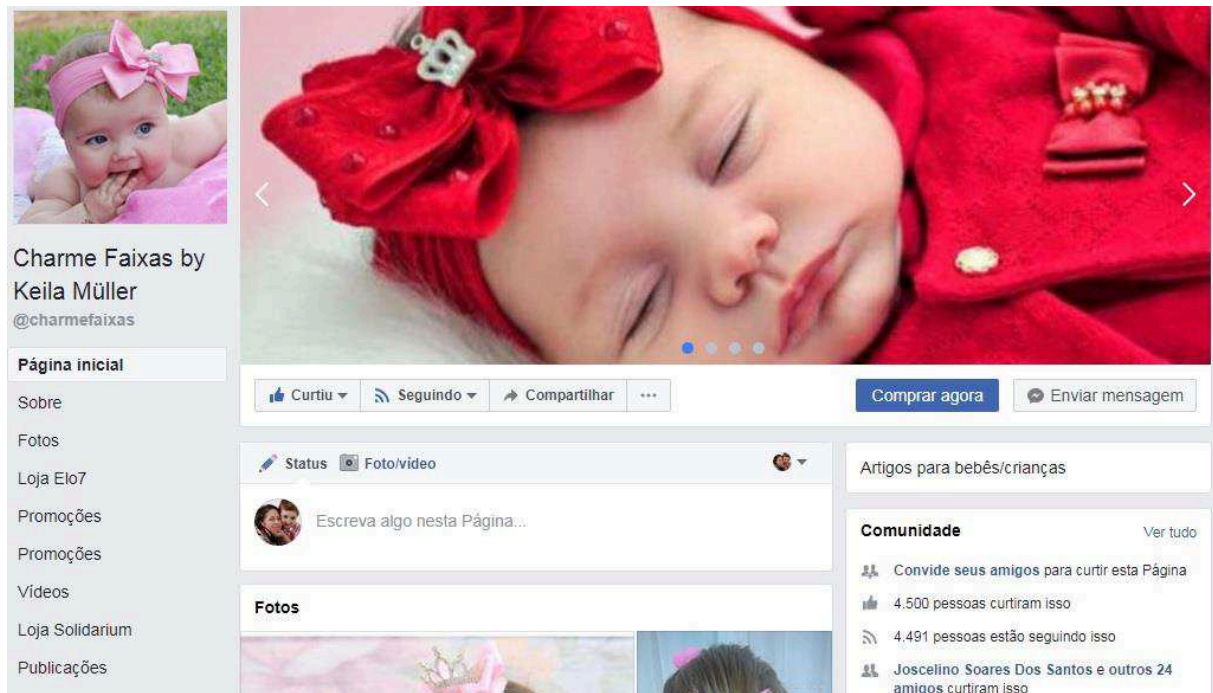 Charme Faixas by
Keila Müller
@charmefaixas
Página inicial
Sobre
Fotos
Loja Elo7
Promoções
Promoções
Vídeos
Loja Solidarium
Publicações
Curtiu
Seguindo
Compartilhar
Comprar agora
Enviar mensagem
Status
Foto/vídeo
Escreva algo nesta Página...
Fotos
Artigos para bebês/crianças
Comunidade
Ver tudo
Convide seus amigos para curtir esta Página
4.500 pessoas curtiram isso
4.491 pessoas estão seguindo isso
Joscelino Soares Dos Santos e outros 24
amigos curtiram isso